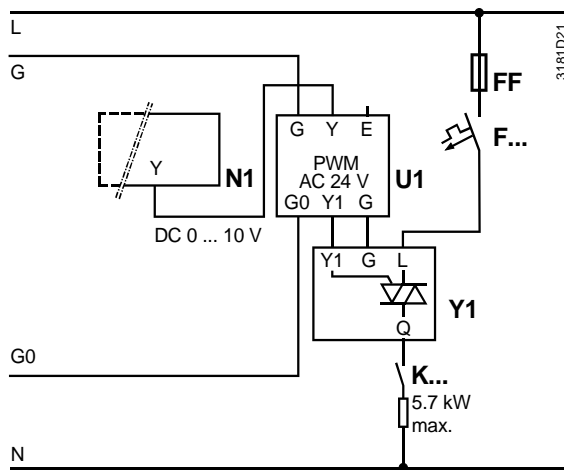 L
G
3181D21
FF
F...
G Y E
PWM
AC 24 V
U1
G0 Y1 G
Y
N1
DC 0 ... 10 V
Y1 G L
Y1
Q
G0
K...
5.7 kW
max.
N